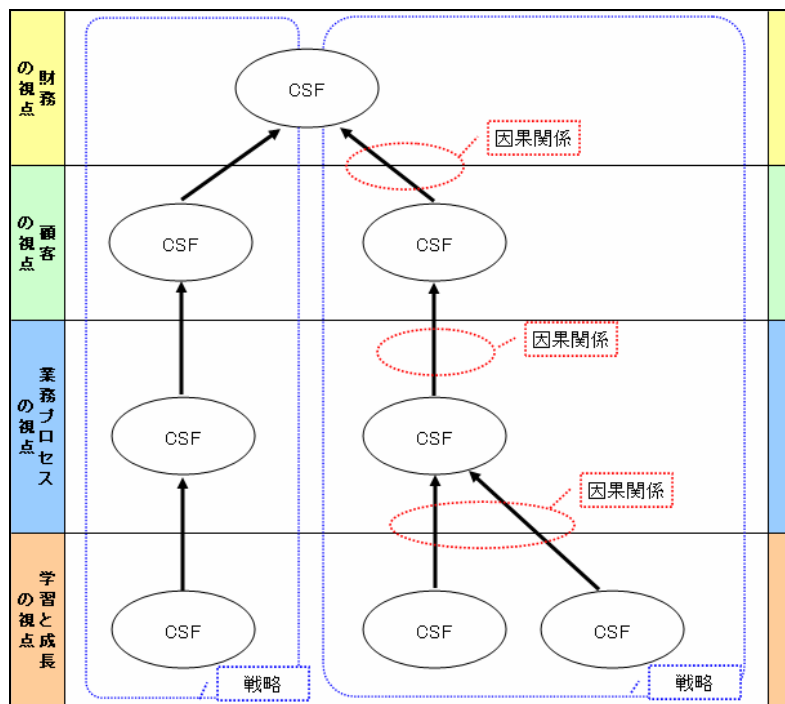 財務
の視点
CSF
因果関係
顧客
の視点
CSF
CSF
因果関係
業務プロセス
の視点
CSF
CSF
因果関係
学習と成長
の視点
CSF
CSF
CSF
戦略
戦略